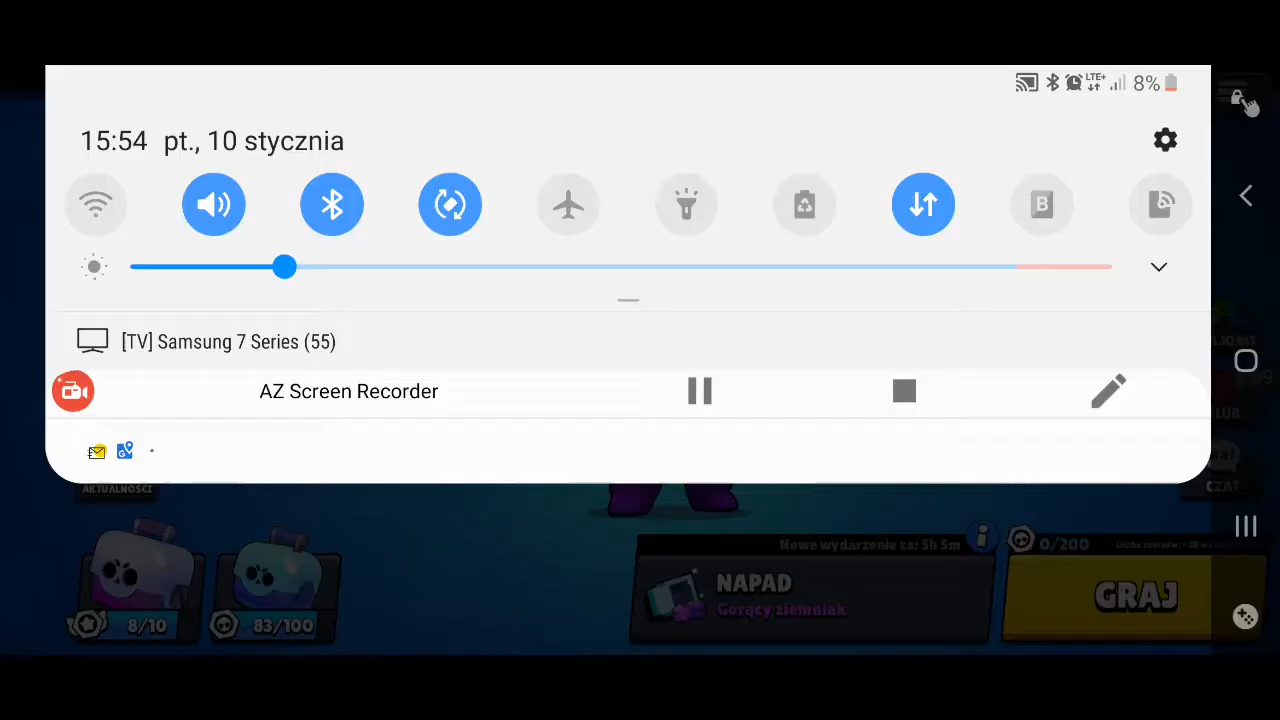 LTE+ 8%
15:54 pt., 10 stycznia
B
[TV] Samsung 7 Series (55)
AZ Screen Recorder
AKTUALNOŚCI
CZAT
Nowe wydarzenie za: 5h 5m
0/200
NAPAD
Gorący ziemniak
GRAJ
8/10
83/100